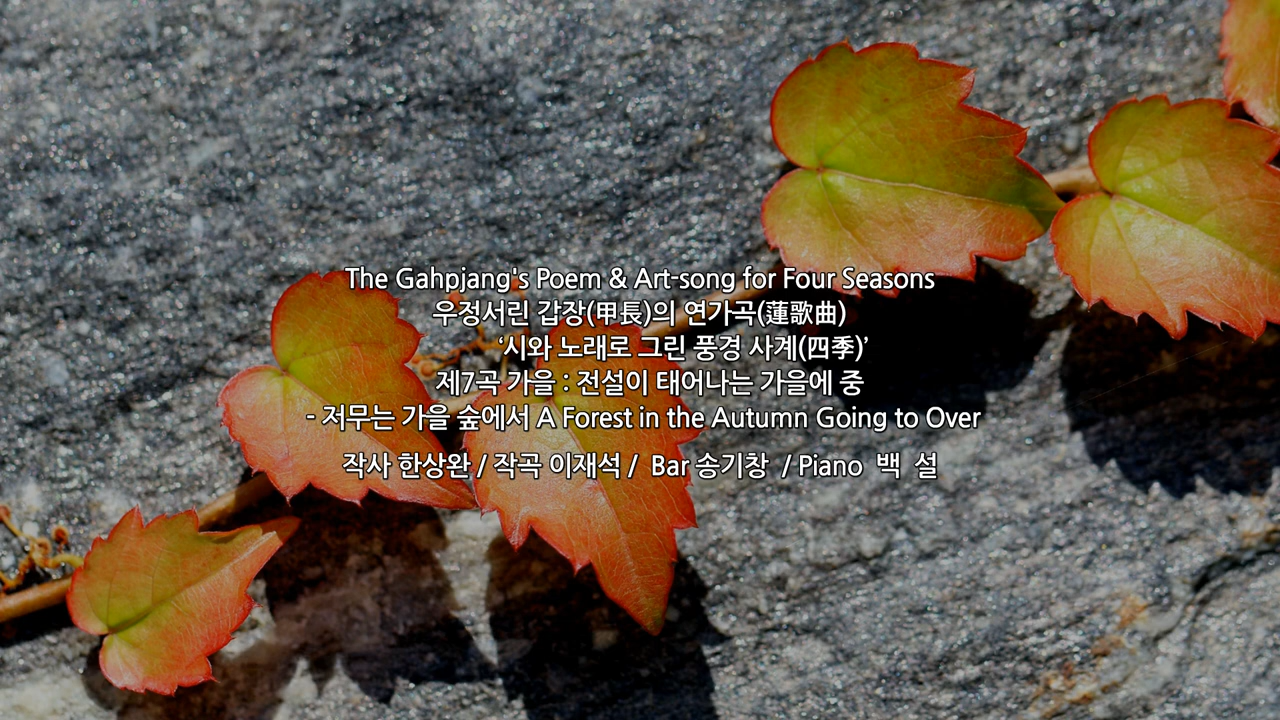 The Gahpjang's Poem & Art-song for Four Seasons
우정서린 갑장(甲長)의 연가곡(蓮歌曲)
‘시와 노래로 그린 풍경 사계(四季)’
제7곡 가을 : 전설이 태어나는 가을에 중
- 저무는 가을 숲에서 A Forest in the Autumn Going to Over
작사 한상완 / 작곡 이재석 / Bar 송기창 / Piano 백 설